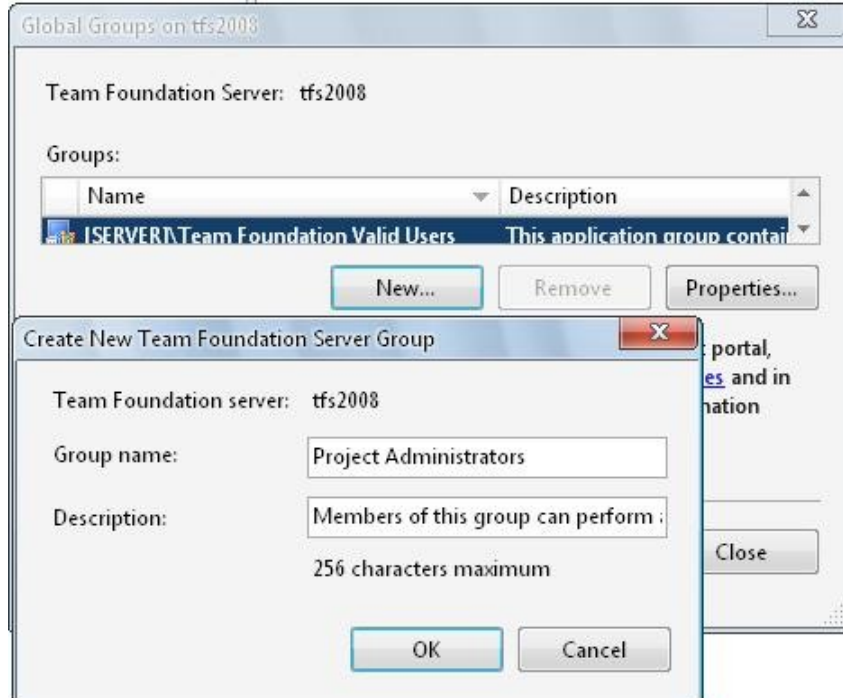 Global Groups on tfs2008
Team Foundation Server: tfs2008
Groups:
Name Description
[SERVER]\Team Foundation Valid Users This application group contai
New... Remove Properties...
Create New Team Foundation Server Group
portal,
es and in
nation
Team Foundation server: tfs2008
Group name: Project Administrators
Description: Members of this group can perform
256 characters maximum
Close
OK Cancel